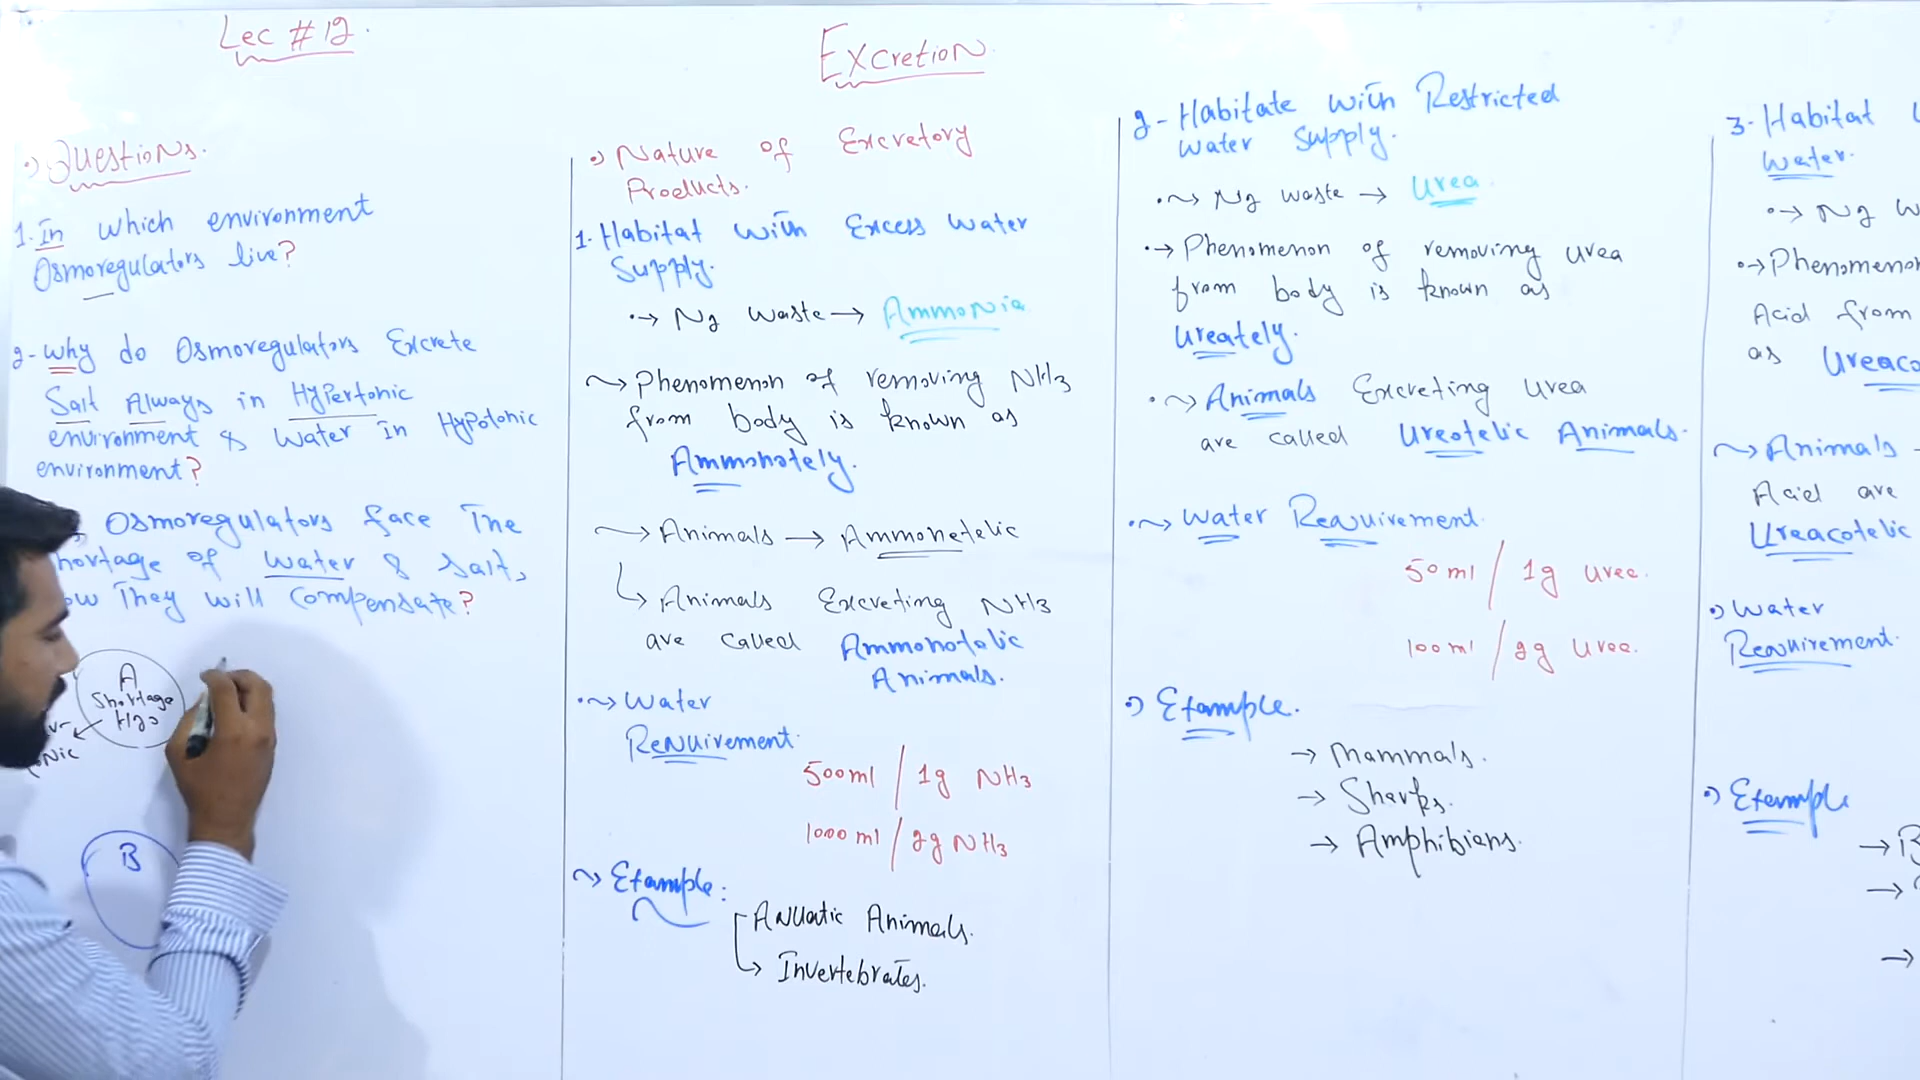 Lec #12.
Excretion.
•) Questions.
1. In which environment
Osmoregulators live?
2- Why do Osmoregulators Excrete
Salt Always in Hypertonic
environment & Water In Hypotonic
environment?
Osmoregulators face The
hortage of Water & Salt,
ow They will Compensate?
A
Shortage
H2O
onic
B
•) Nature of Excretory
Products.
1. Habitat with Excess Water
Supply.
•→ N2 waste → Ammonia
~> Phenomenon of removing NH3
from body is known as
Ammonotely.
→ Animals → Ammonetelic
↳ Animals Excreting NH3
are called Ammonotolic
Animals.
•~> Water
Requirement.
500ml / 1g NH3
1000 ml / 2g NH3
~> Example:
Aquatic Animals.
→ Invertebrates.
2- Habitate with Restricted
Water Supply.
•~> N2 waste → Urea.
•→ Phenomenon of removing urea
from body is known as
Ureately.
•~> Animals Excreting Urea
are called Ureotelic Animals.
•~> Water Requirement.
50 ml / 1g Urea.
100 ml / 2g Urea.
•) Example.
→ Mammals.
→ Sharks.
→ Amphibians.
3. Habitat
Water.
•→ N2 w
•→ Phenomenon
Acid from
as Ureaco
~> Animals -
Acid are
Ureacotelic
•) Water
Requirement.
•) Example
→ B
→
→